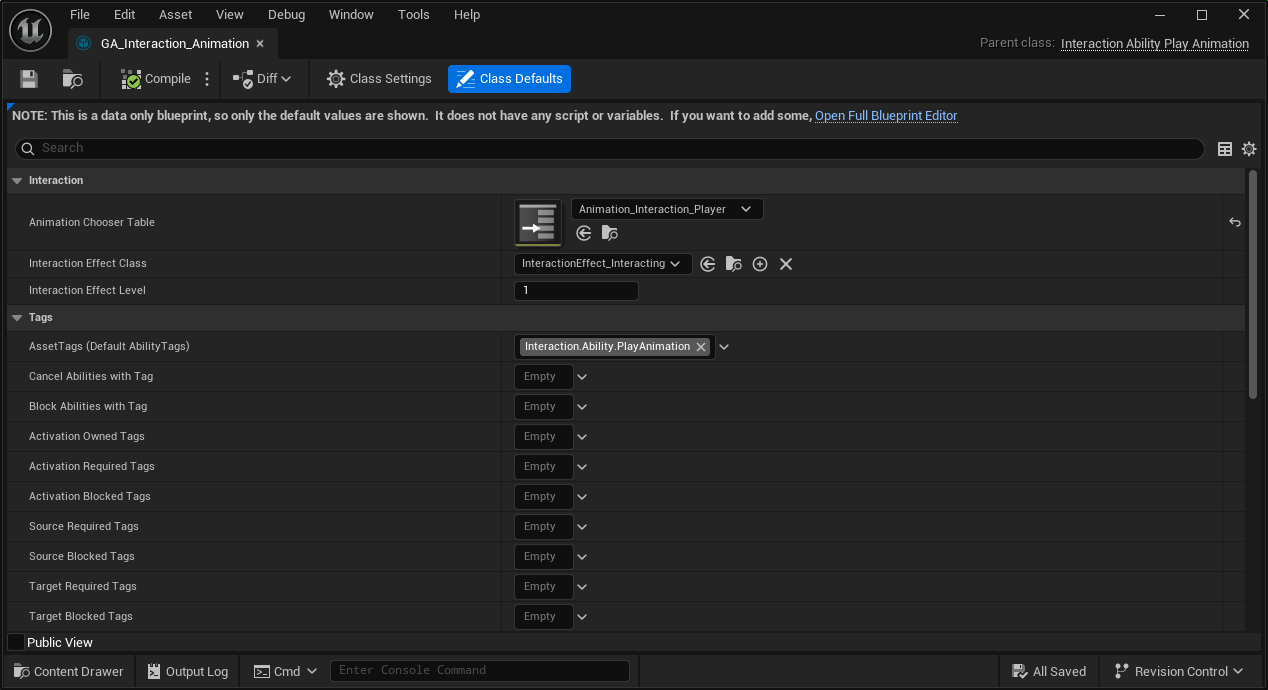 File Edit Asset View Debug Window Tools Help
GA_Interaction_Animation
Parent class: Interaction Ability Play Animation
Compile Diff Class Settings Class Defaults
NOTE: This is a data only blueprint, so only the default values are shown. It does not have any script or variables. If you want to add some, Open Full Blueprint Editor
Search
Interaction
Animation Chooser Table Animation_Interaction_Player
Interaction Effect Class InteractionEffect_Interacting
Interaction Effect Level 1
Tags
AssetTags (Default AbilityTags) Interaction.Ability.PlayAnimation
Cancel Abilities with Tag Empty
Block Abilities with Tag Empty
Activation Owned Tags Empty
Activation Required Tags Empty
Activation Blocked Tags Empty
Source Required Tags Empty
Source Blocked Tags Empty
Target Required Tags Empty
Target Blocked Tags Empty
Public View
Content Drawer Output Log Cmd Enter Console Command All Saved Revision Control